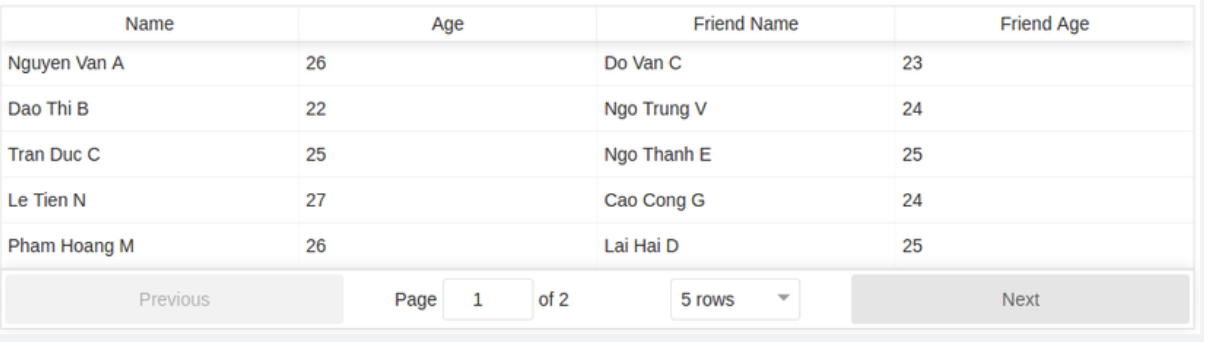 Name Age Friend Name Friend Age
Nguyen Van A 26 Do Van C 23
Dao Thi B 22 Ngo Trung V 24
Tran Duc C 25 Ngo Thanh E 25
Le Tien N 27 Cao Cong G 24
Pham Hoang M 26 Lai Hai D 25
Previous Page 1 of 2 5 rows Next